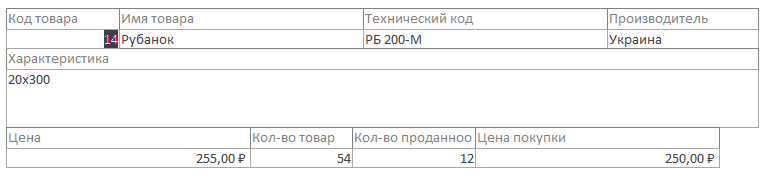 Код товара Имя товара Технический код Производитель
14 Рубанок РБ 200-М Украина
Характеристика
20x300
Цена Кол-во товар Кол-во проданноо Цена покупки
255,00 ₽ 54 12 250,00 ₽